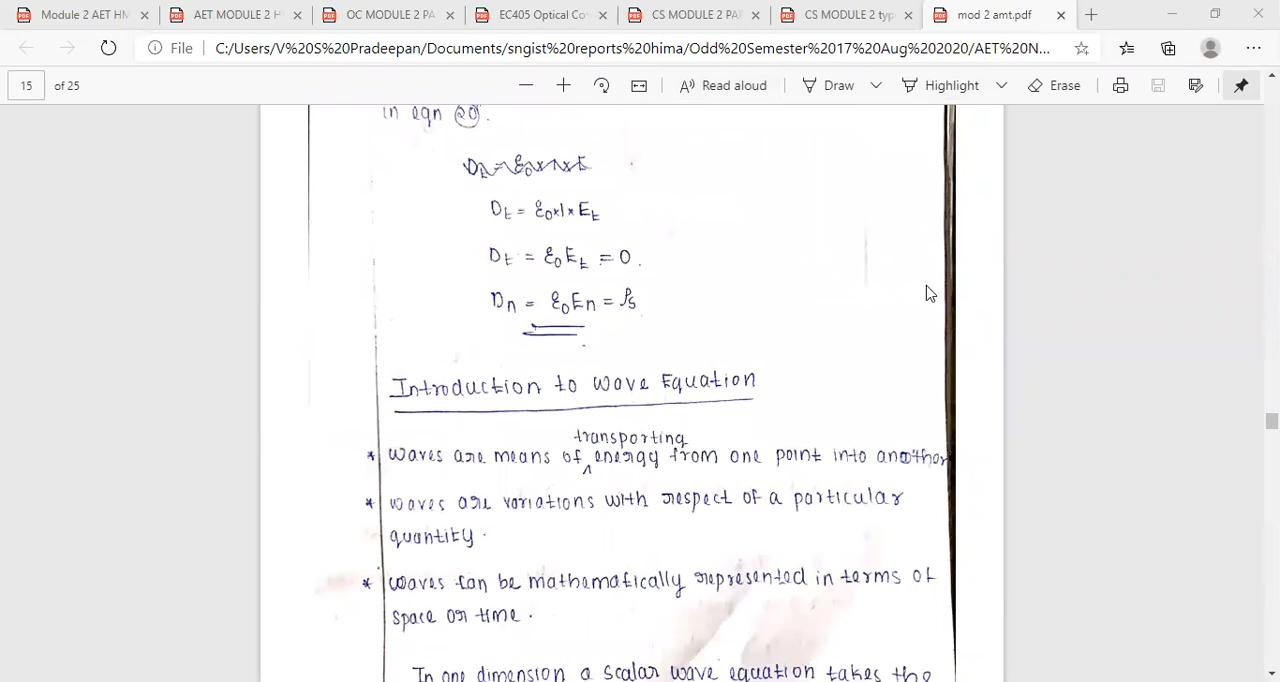 Module 2 AET HM
AET MODULE 2 H
OC MODULE 2 PA
EC405 Optical Co
CS MODULE 2 PA
CS MODULE 2 typ
mod 2 amt.pdf
File
C:/Users/V%20S%20Pradeepan/Documents/sngist%20reports%20hima/Odd%20Semester%2017%20Aug%202020/AET%20N...
15 of 25
Read aloud
Draw
Highlight
Erase
in eqn 20.
Dt = ε0×1×Et
Dt = ε0Et = 0.
Dn = ε0En = ρs
Introduction to Wave Equation
transporting
* waves are means of ^ energy from one point into another
* waves are variations with respect of a particular
quantity.
* waves can be mathematically represented in terms of
space or time.
In one dimension a scalar wave equation takes the